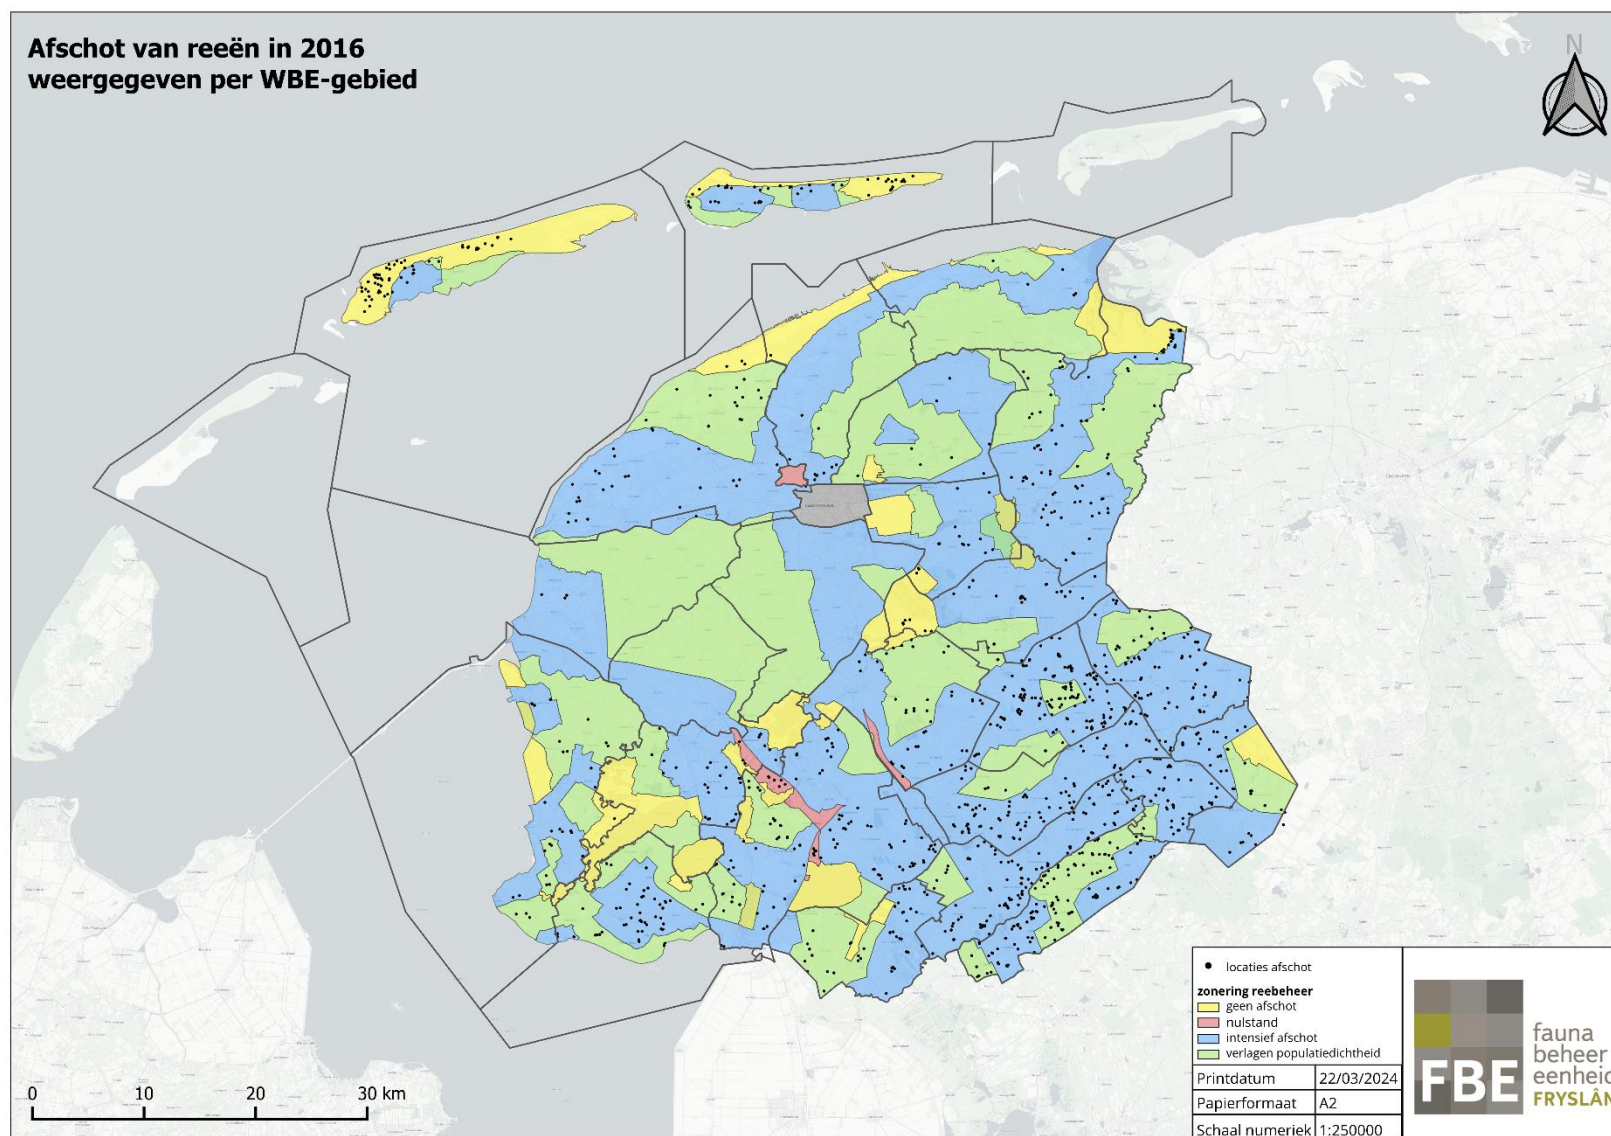 Afschot van reeën in 2016
weergegeven per WBE-gebied
N
locaties afschot
zonering reebeheer
geen afschot
nulstand
intensief afschot
verlagen populatiedichtheid
Printdatum 22/03/2024
Papierformaat A2
Schaal numeriek 1:250000
FBE
fauna
beheer
eenheid
FRYSLÂN
0 10 20 30 km